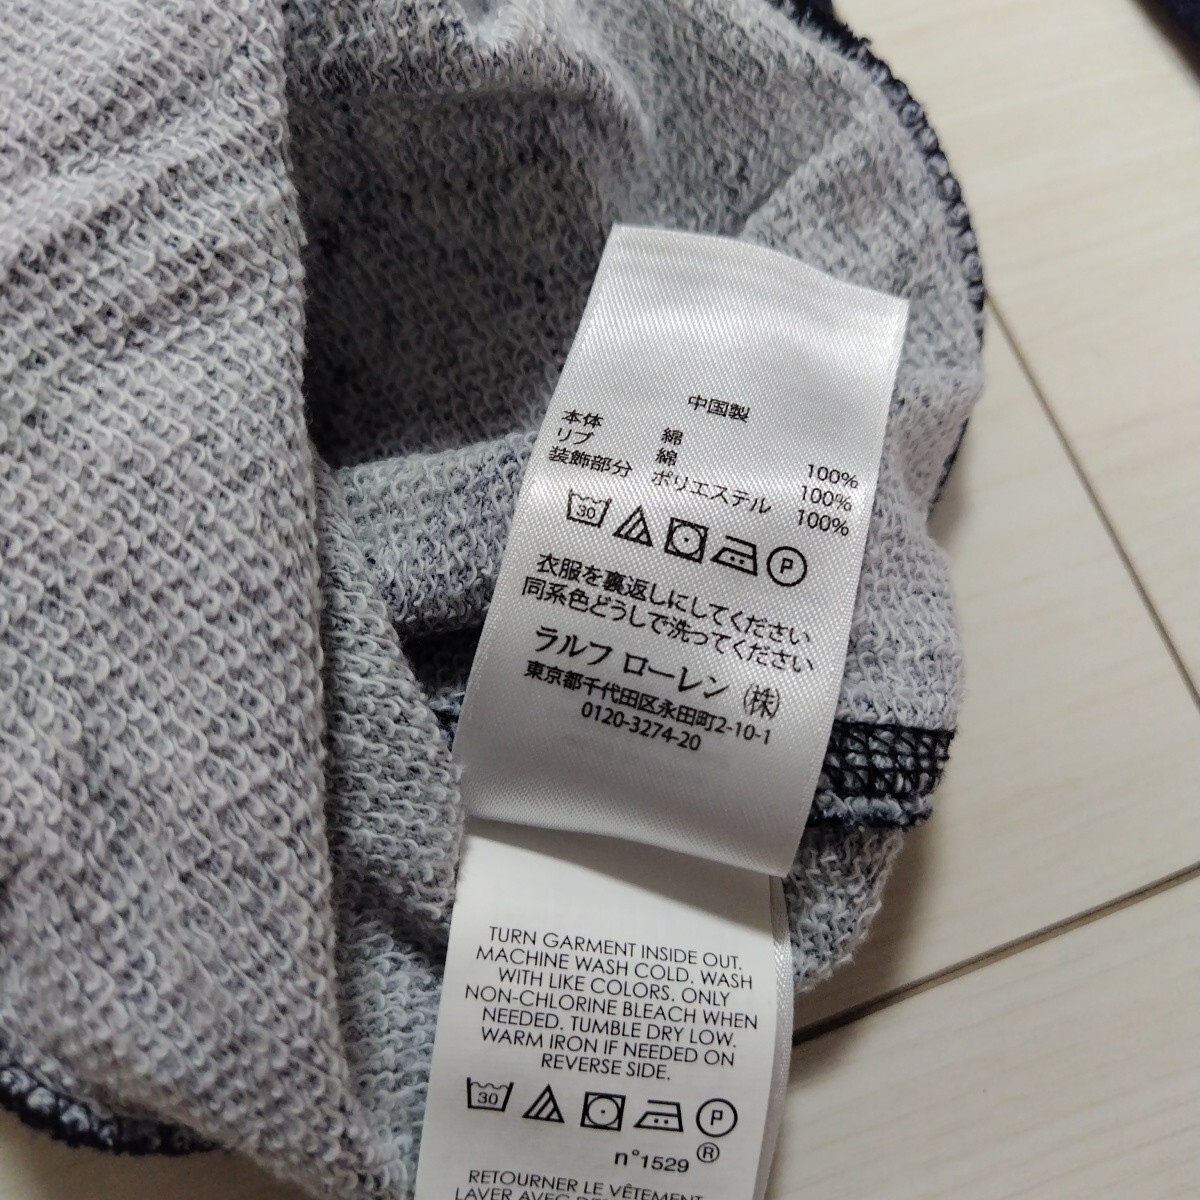 中国製
本体 綿 100%
リブ 綿 100%
装飾部分 ポリエステル 100%
30 P
衣服を裏返しにしてください
同系色どうしで洗ってください
ラルフ ローレン (株)
東京都千代田区永田町2-10-1
0120-3274-20
TURN GARMENT INSIDE OUT.
MACHINE WASH COLD. WASH
WITH LIKE COLORS. ONLY
NON-CHLORINE BLEACH WHEN
NEEDED. TUMBLE DRY LOW.
WARM IRON IF NEEDED ON
REVERSE SIDE.
30 P
n°1529 ®
RETOURNER LE VÊTEMENT
LAVER AVEC DES